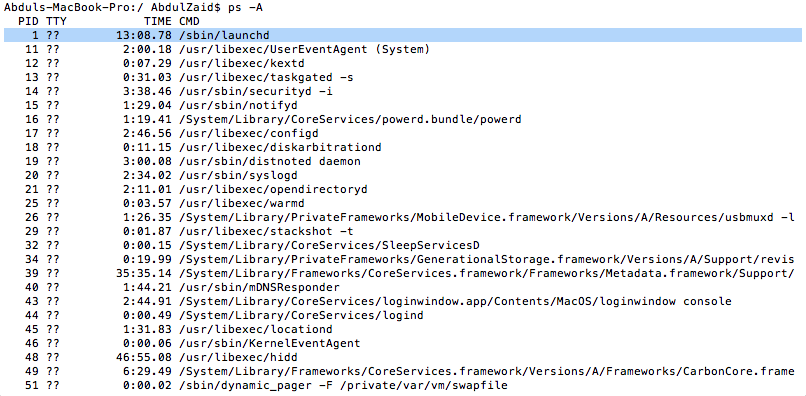 Abduls-MacBook-Pro:/ AbdulZaid$ ps -A
  PID TTY           TIME CMD
    1 ??        13:08.78 /sbin/launchd
   11 ??         2:00.18 /usr/libexec/UserEventAgent (System)
   12 ??         0:07.29 /usr/libexec/kextd
   13 ??         0:31.03 /usr/libexec/taskgated -s
   14 ??         3:38.46 /usr/sbin/securityd -i
   15 ??         1:29.04 /usr/sbin/notifyd
   16 ??         1:19.41 /System/Library/CoreServices/powerd.bundle/powerd
   17 ??         2:46.56 /usr/libexec/configd
   18 ??         0:11.15 /usr/libexec/diskarbitrationd
   19 ??         3:00.08 /usr/sbin/distnoted daemon
   20 ??         2:34.02 /usr/sbin/syslogd
   21 ??         2:11.01 /usr/libexec/opendirectoryd
   25 ??         0:03.57 /usr/libexec/warmd
   26 ??         1:26.35 /System/Library/PrivateFrameworks/MobileDevice.framework/Versions/A/Resources/usbmuxd -l
   29 ??         0:01.87 /usr/libexec/stackshot -t
   32 ??         0:00.15 /System/Library/CoreServices/SleepServicesD
   34 ??         0:19.99 /System/Library/PrivateFrameworks/GenerationalStorage.framework/Versions/A/Support/revis
   39 ??        35:35.14 /System/Library/Frameworks/CoreServices.framework/Frameworks/Metadata.framework/Support/
   40 ??         1:44.21 /usr/sbin/mDNSResponder
   43 ??         2:44.91 /System/Library/CoreServices/loginwindow.app/Contents/MacOS/loginwindow console
   44 ??         0:00.49 /System/Library/CoreServices/logind
   45 ??         1:31.83 /usr/libexec/locationd
   46 ??         0:00.06 /usr/sbin/KernelEventAgent
   48 ??        46:55.08 /usr/libexec/hidd
   49 ??         6:29.49 /System/Library/Frameworks/CoreServices.framework/Versions/A/Frameworks/CarbonCore.frame
   51 ??         0:00.02 /sbin/dynamic_pager -F /private/var/vm/swapfile